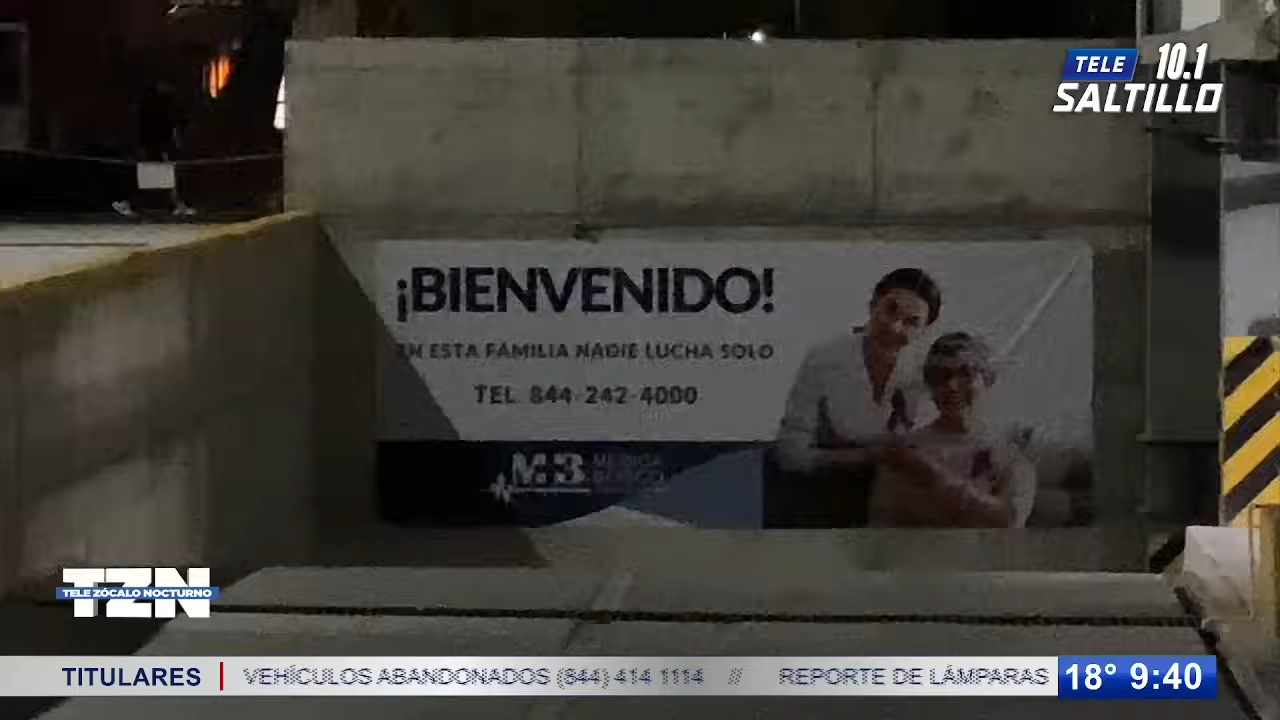 TELE 10.1
SALTILLO
¡BIENVENIDO!
EN ESTA FAMILIA NADIE LUCHA SOLO
TEL. 844-242-4000
M3
TZN
TELE ZÓCALO NOCTURNO
TITULARES VEHÍCULOS ABANDONADOS (844) 414 1114 // REPORTE DE LÁMPARAS 18° 9:40